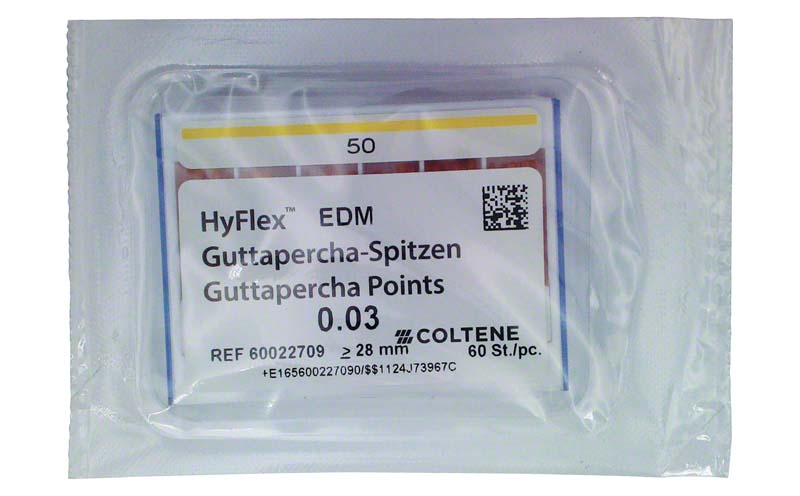 50
HyFlex™ EDM
Guttapercha-Spitzen
Guttapercha Points
0.03
COLTENE
REF 60022709 ≥ 28 mm 60 St./pc.
+E165600227090/$$1124J73967C